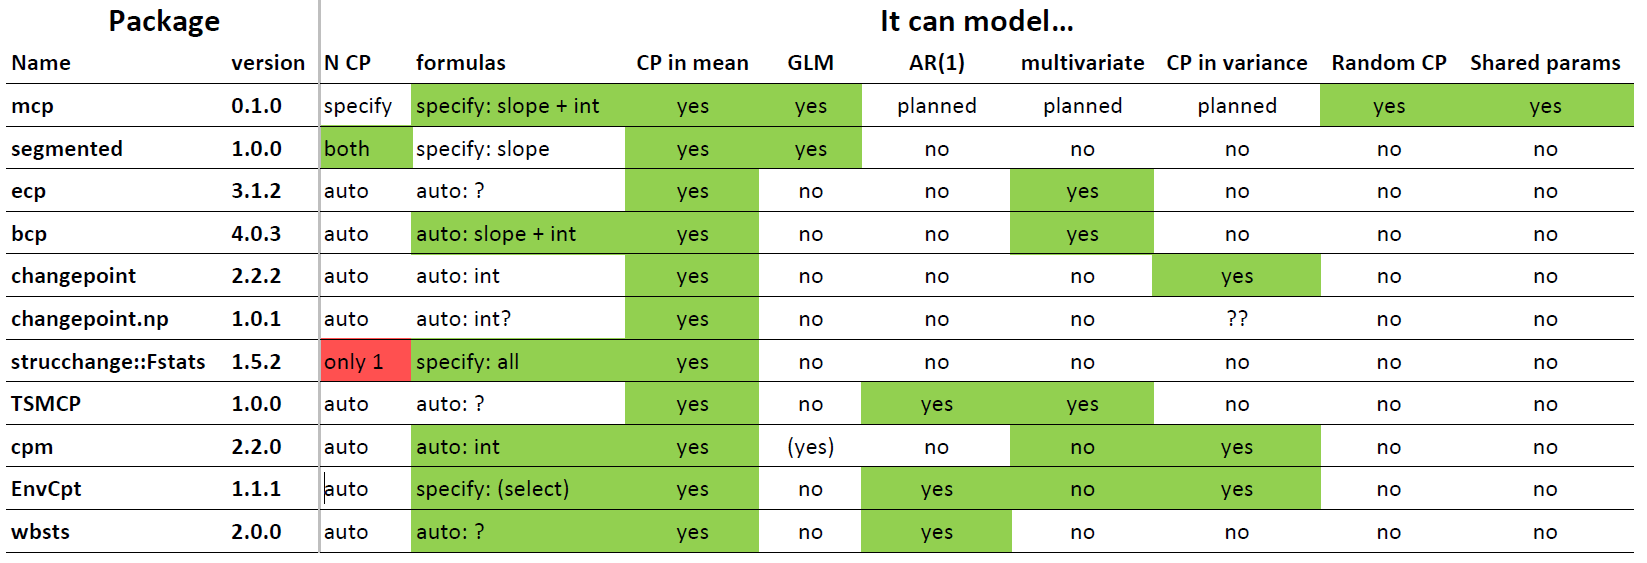 Package It can model...
Name version N CP formulas CP in mean GLM AR(1) multivariate CP in variance Random CP Shared params
mcp 0.1.0 specify specify: slope + int yes yes planned planned planned yes yes
segmented 1.0.0 both specify: slope yes yes no no no no no
ecp 3.1.2 auto auto: ? yes no no yes no no no
bcp 4.0.3 auto auto: slope + int yes no no yes no no no
changepoint 2.2.2 auto auto: int yes no no no yes no no
changepoint.np 1.0.1 auto auto: int? yes no no no ?? no no
strucchange::Fstats 1.5.2 only 1 specify: all yes no no no no no no
TSMCP 1.0.0 auto auto: ? yes no yes yes no no no
cpm 2.2.0 auto auto: int yes (yes) no no yes no no
EnvCpt 1.1.1 auto specify: (select) yes no yes no yes no no
wbsts 2.0.0 auto auto: ? yes no yes no no no no